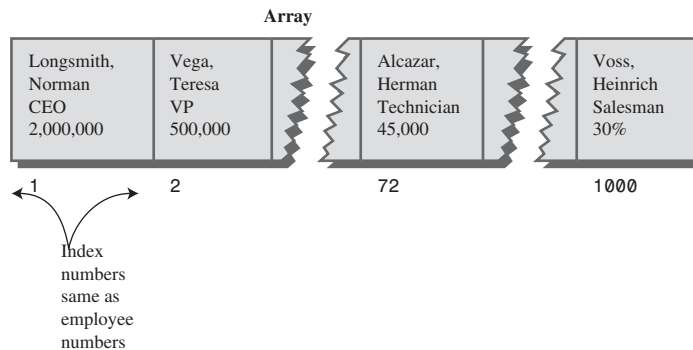 Array
Longsmith,
Norman
CEO
2,000,000
Vega,
Teresa
VP
500,000
Alcazar,
Herman
Technician
45,000
Voss,
Heinrich
Salesman
30%
1
2
72
1000
Index
numbers
same as
employee
numbers